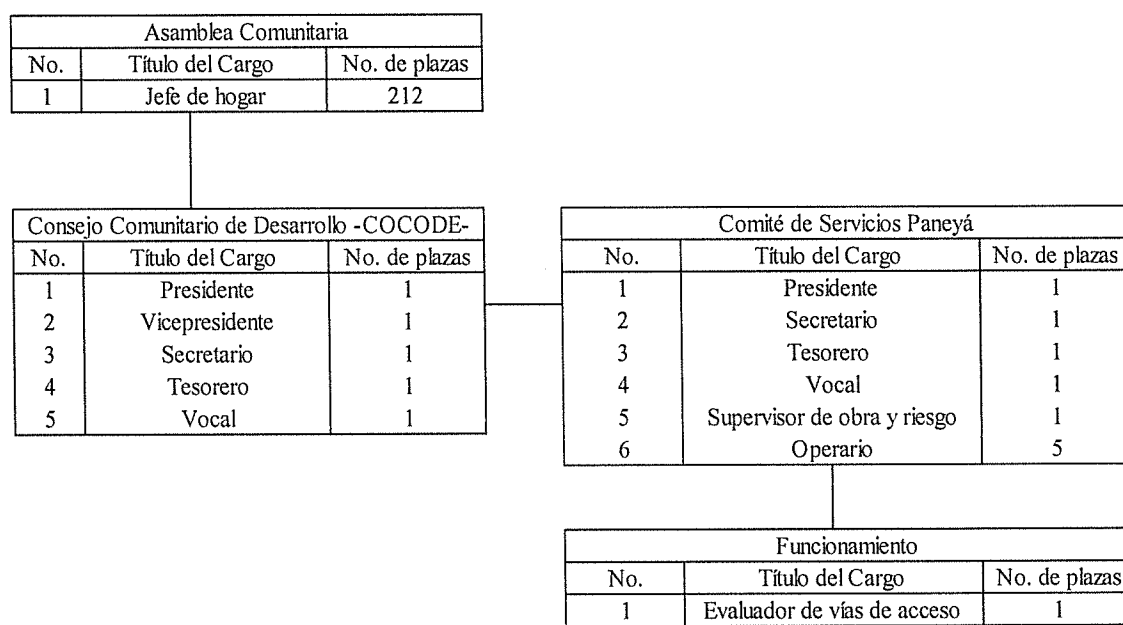 Asamblea Comunitaria
No. Título del Cargo No. de plazas
1 Jefe de hogar 212
Consejo Comunitario de Desarrollo -COCODE-
No. Título del Cargo No. de plazas
1 Presidente 1
2 Vicepresidente 1
3 Secretario 1
4 Tesorero 1
5 Vocal 1
Comité de Servicios Paneyá
No. Título del Cargo No. de plazas
1 Presidente 1
2 Secretario 1
3 Tesorero 1
4 Vocal 1
5 Supervisor de obra y riesgo 1
6 Operario 5
Funcionamiento
No. Título del Cargo No. de plazas
1 Evaluador de vías de acceso 1